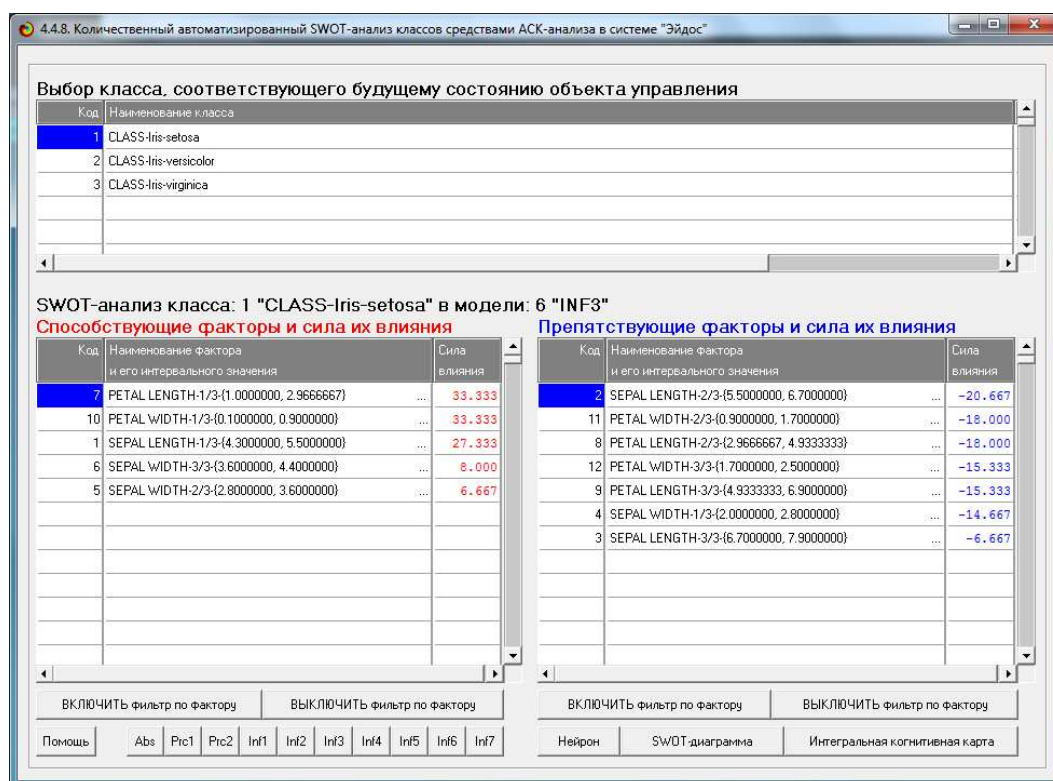 4.4.8. Количественный автоматизированный SWOT-анализ классов средствами АСК-анализа в системе "Эйдос"
Выбор класса, соответствующего будущему состоянию объекта управления
Код Наименование класса
1 CLASS-Iris-setosa
2 CLASS-Iris-versicolor
3 CLASS-Iris-virginica
SWOT-анализ класса: 1 "CLASS-Iris-setosa" в модели: 6 "INF3"
Способствующие факторы и сила их влияния
Код Наименование фактора и его интервального значения Сила влияния
7 PETAL LENGTH-1/3-{1.0000000, 2.9666667} ... 33.333
10 PETAL WIDTH-1/3-{0.1000000, 0.9000000} ... 33.333
1 SEPAL LENGTH-1/3-{4.3000000, 5.5000000} ... 27.333
6 SEPAL WIDTH-3/3-{3.6000000, 4.4000000} ... 8.000
5 SEPAL WIDTH-2/3-{2.8000000, 3.6000000} ... 6.667
ВКЛЮЧИТЬ фильтр по фактору ВЫКЛЮЧИТЬ фильтр по фактору
Помощь Abs Prc1 Prc2 Inf1 Inf2 Inf3 Inf4 Inf5 Inf6 Inf7
Препятствующие факторы и сила их влияния
Код Наименование фактора и его интервального значения Сила влияния
2 SEPAL LENGTH-2/3-{5.5000000, 6.7000000} ... -20.667
11 PETAL WIDTH-2/3-{0.9000000, 1.7000000} ... -18.000
8 PETAL LENGTH-2/3-{2.9666667, 4.9333333} ... -18.000
12 PETAL WIDTH-3/3-{1.7000000, 2.5000000} ... -15.333
9 PETAL LENGTH-3/3-{4.9333333, 6.9000000} ... -15.333
4 SEPAL WIDTH-1/3-{2.0000000, 2.8000000} ... -14.667
3 SEPAL LENGTH-3/3-{6.7000000, 7.9000000} ... -6.667
ВКЛЮЧИТЬ фильтр по фактору ВЫКЛЮЧИТЬ фильтр по фактору
Нейрон SWOT-диаграмма Интегральная когнитивная карта